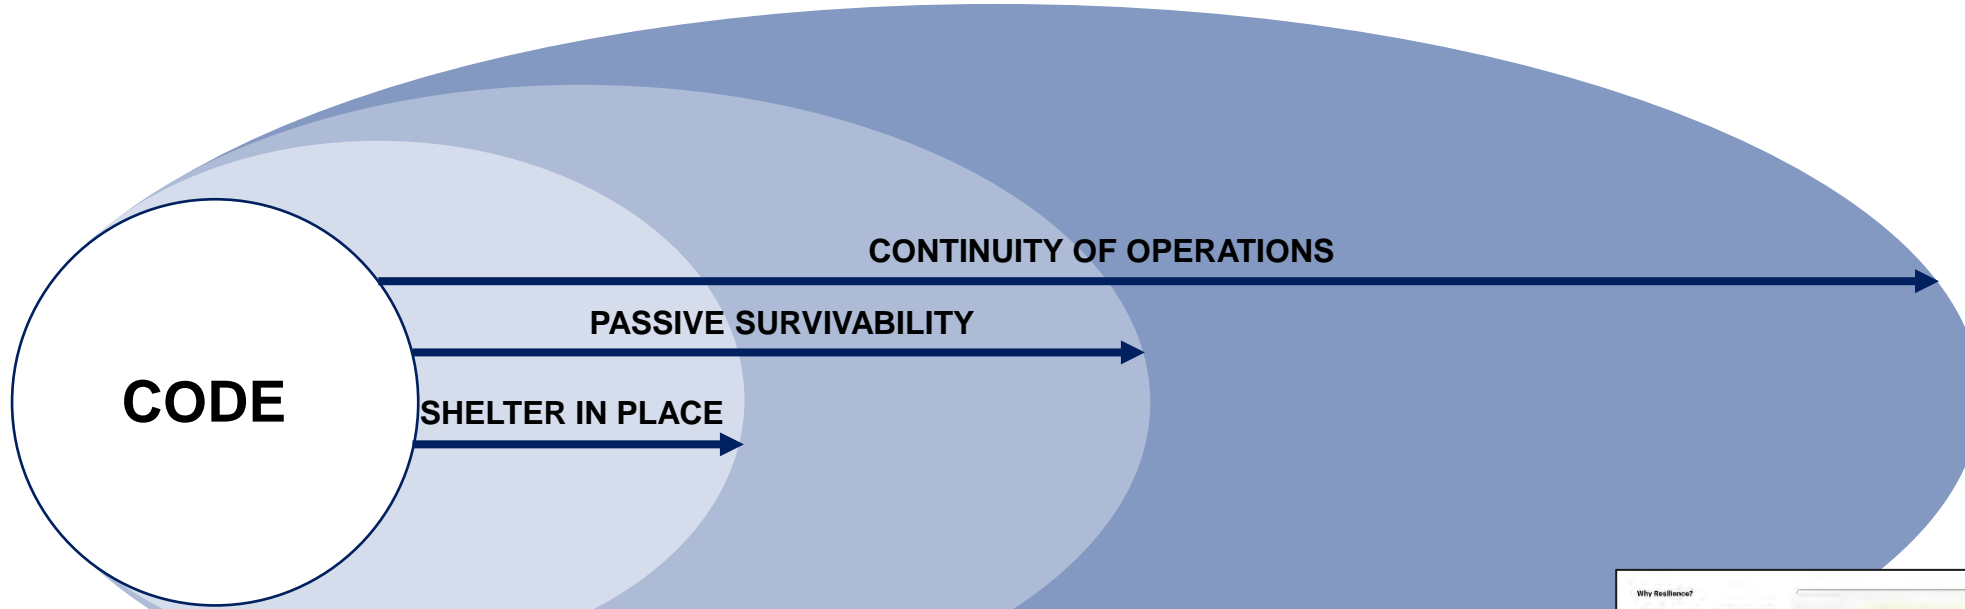 CONTINUITY OF OPERATIONS
PASSIVE SURVIVABILITY
CODE
SHELTER IN PLACE
Why Resilience?